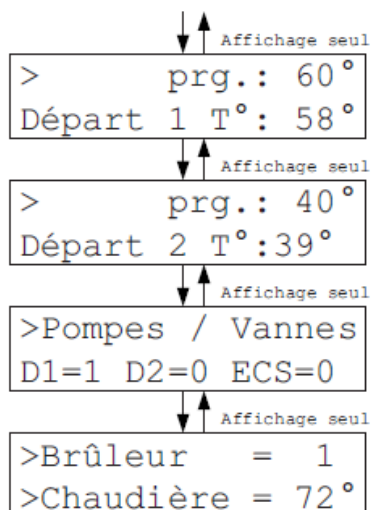 Affichage seul
> prg.: 60°
Départ 1 T°: 58°
Affichage seul
> prg.: 40°
Départ 2 T°:39°
Affichage seul
>Pompes / Vannes
D1=1 D2=0 ECS=0
Affichage seul
>Brûleur = 1
>Chaudière = 72°